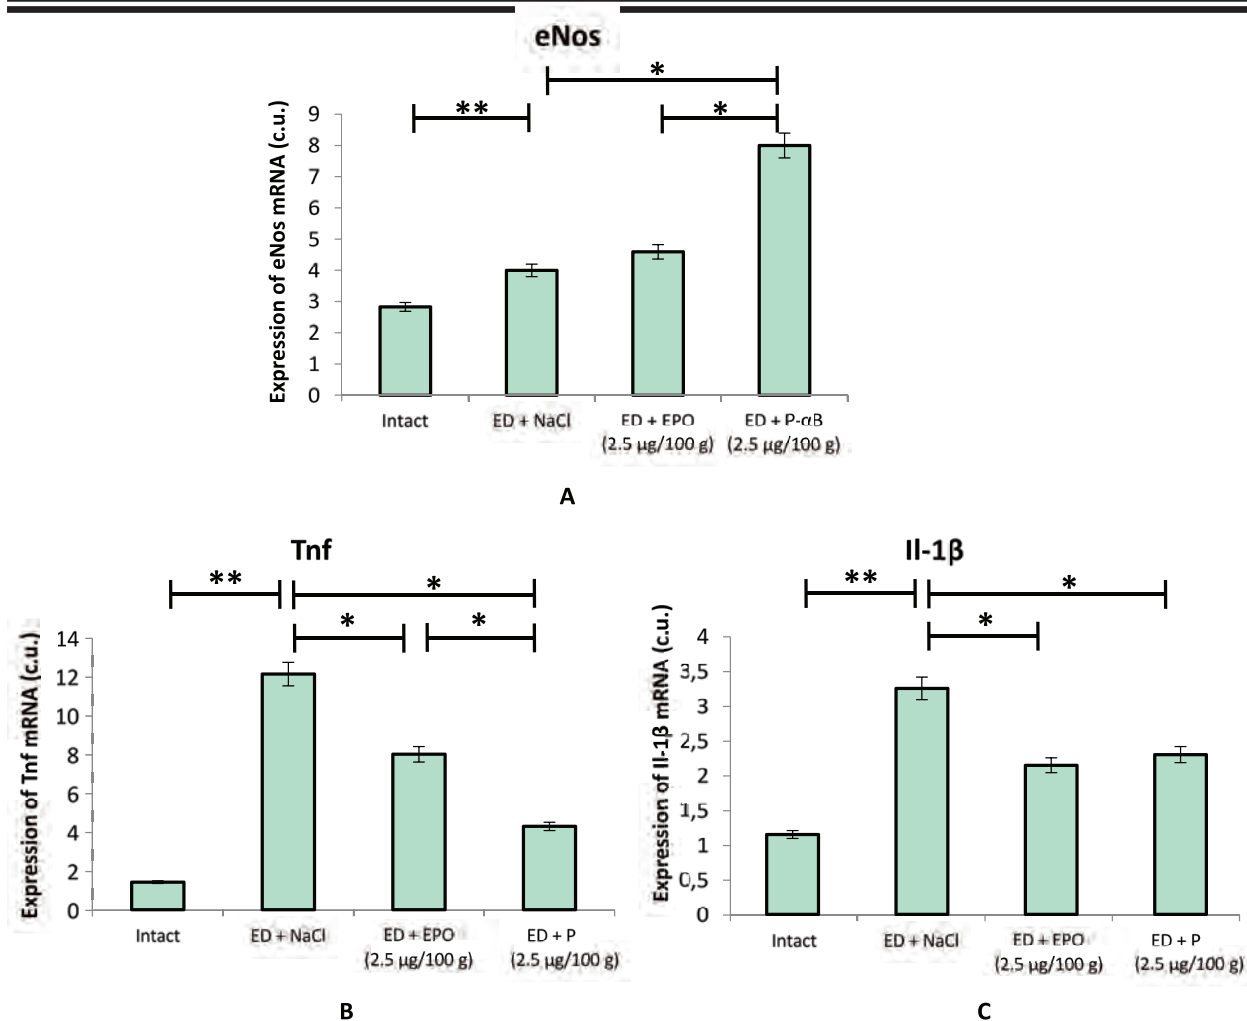 eNos
*
**
*
Expression of eNos mRNA (c.u.)
9
8
7
6
5
4
3
2
1
0
Intact
ED + NaCl
ED + EPO
(2.5 µg/100 g)
ED + P-αB
(2.5 µg/100 g)
A
Tnf
**
*
*
*
Expression of Tnf mRNA (c.u.)
14
12
10
8
6
4
2
0
Intact
ED + NaCl
ED + EPO
(2.5 µg/100 g)
ED + P
(2.5 µg/100 g)
B
Il-1β
**
*
*
Expression of Il-1β mRNA (c.u.)
4
3,5
3
2,5
2
1,5
1
0,5
0
Intact
ED + NaCl
ED + EPO
(2.5 µg/100 g)
ED + P
(2.5 µg/100 g)
C